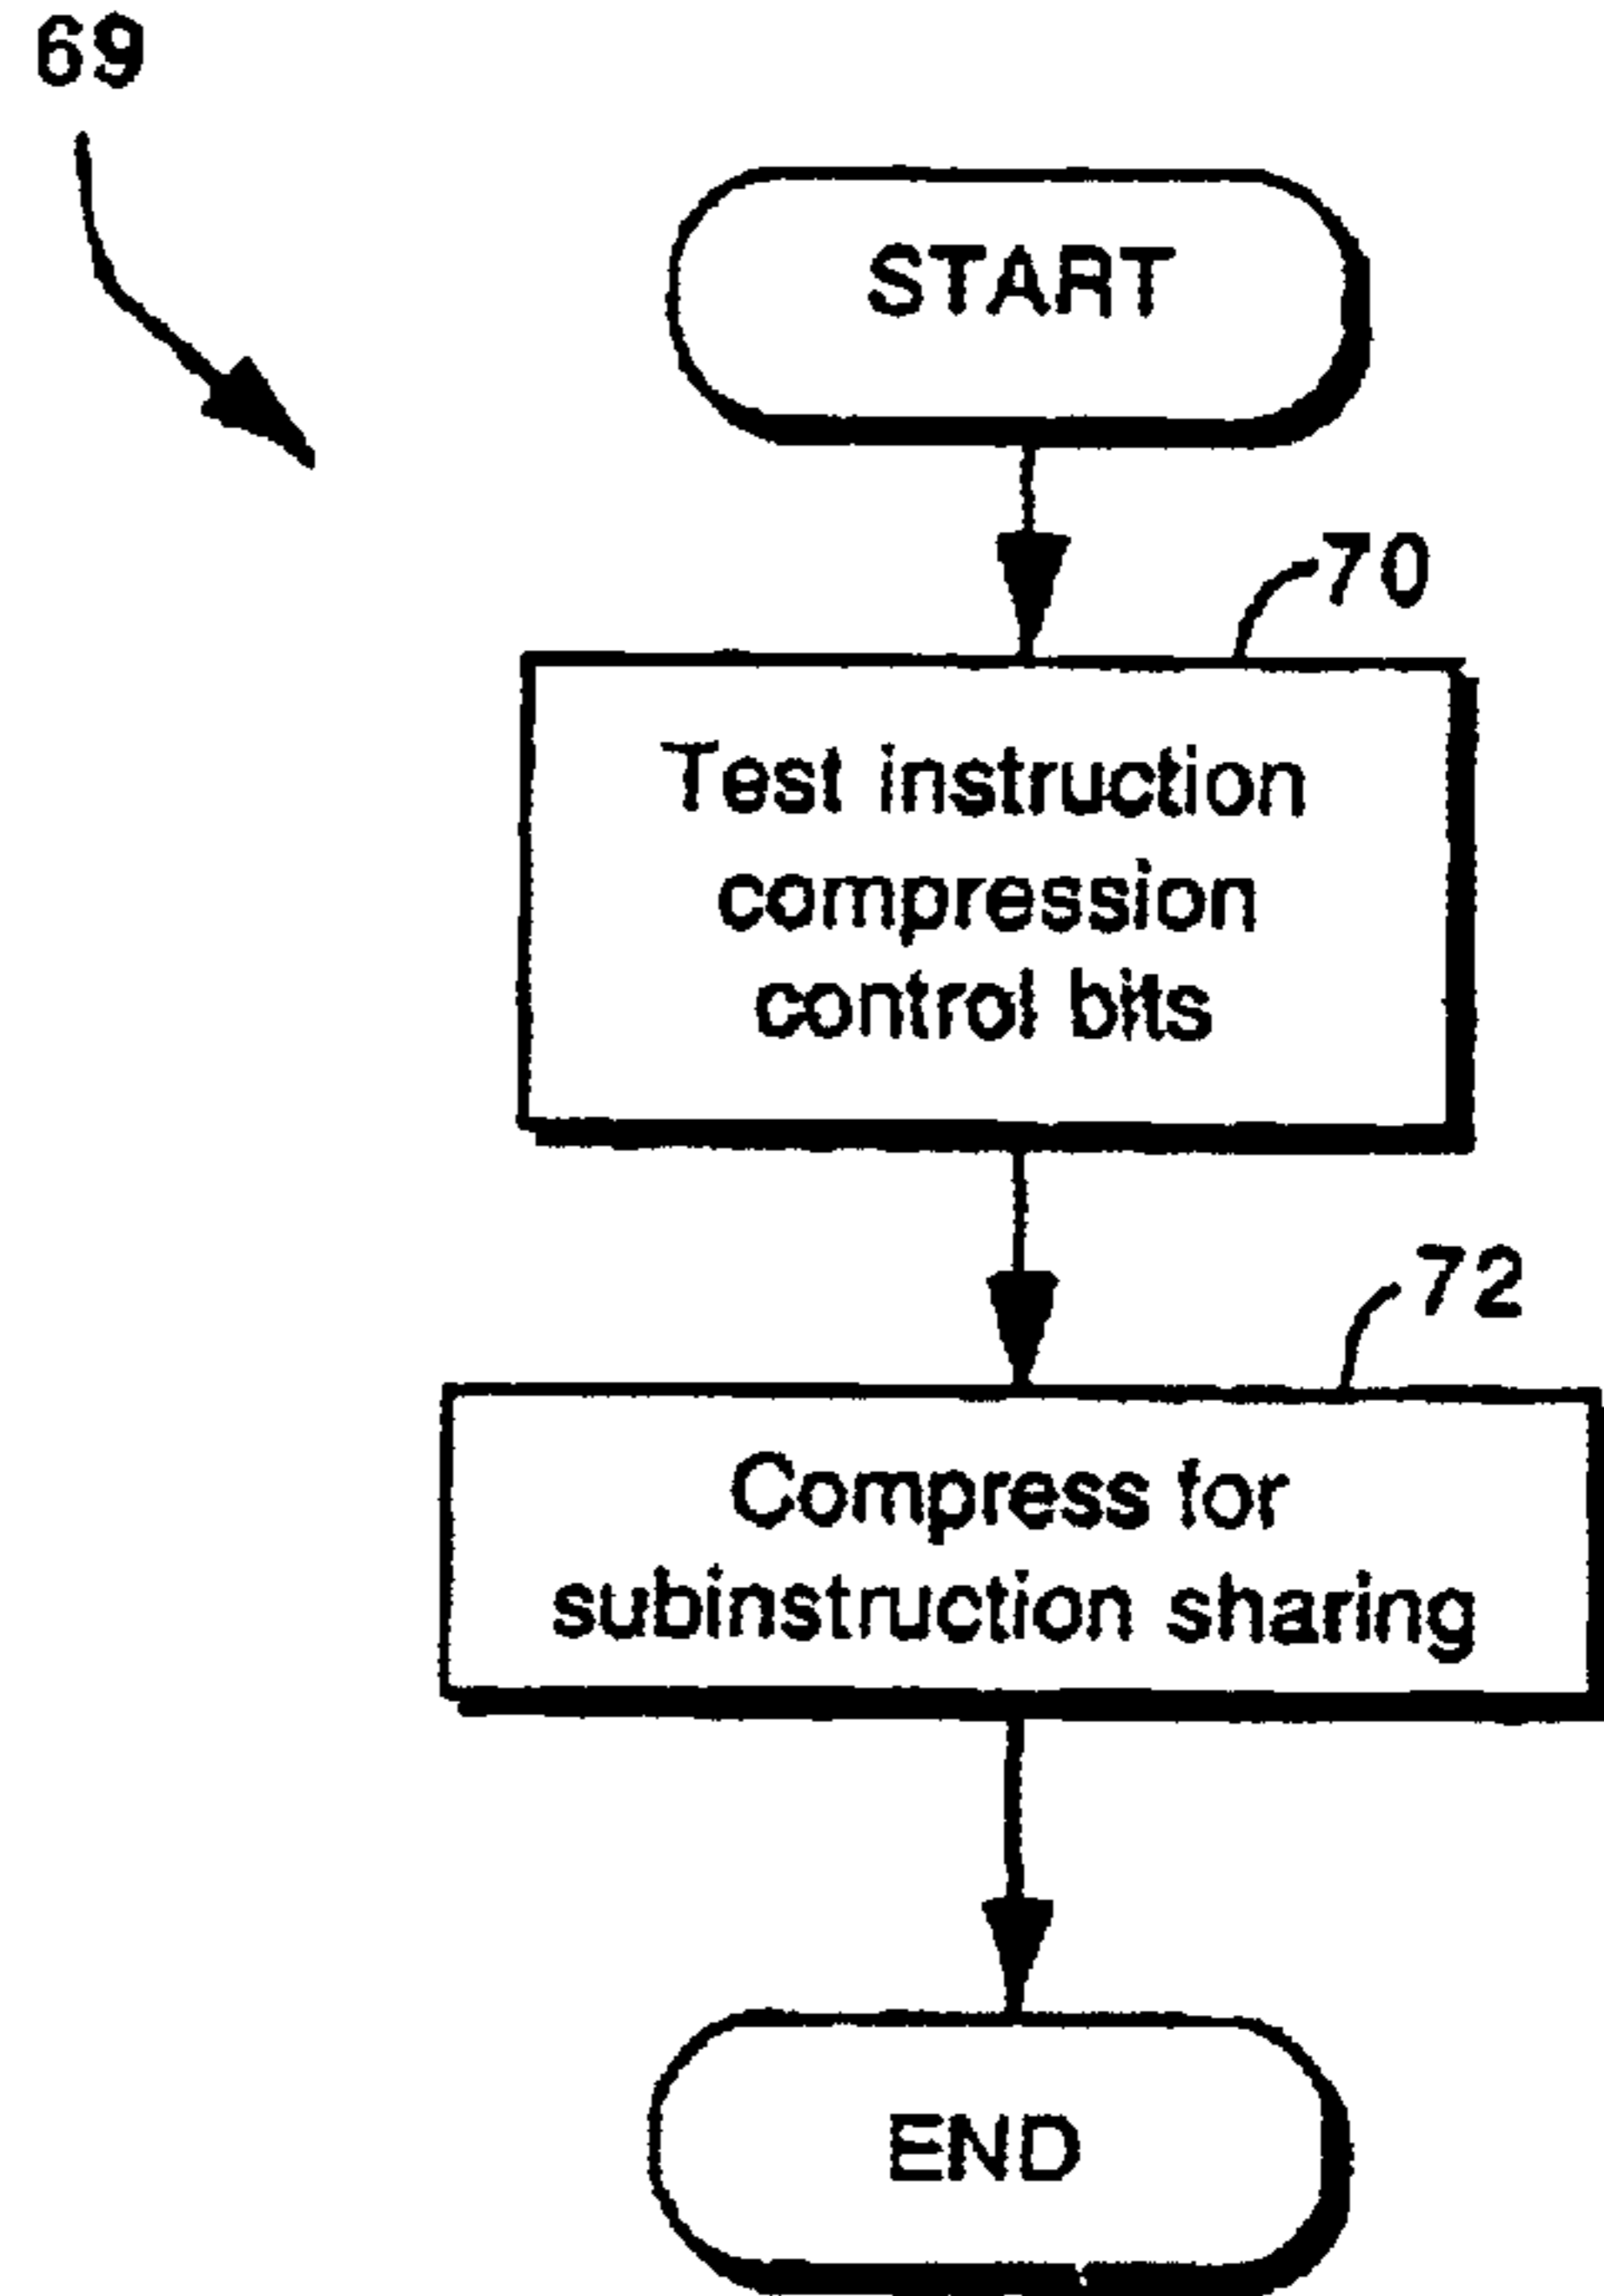 69
START
70
Test instruction
compression
control bits
72
Compress for
subinstruction sharing
END